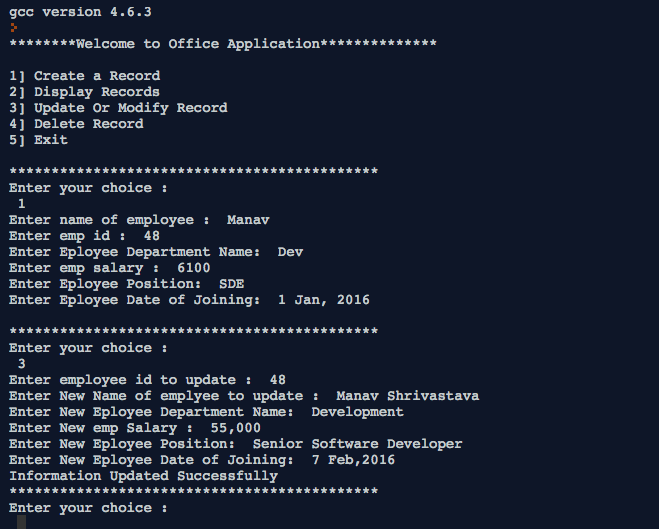 gcc version 4.6.3
********Welcome to Office Application**************
1] Create a Record
2] Display Records
3] Update Or Modify Record
4] Delete Record
5] Exit
********************************************
Enter your choice :
1
Enter name of employee :  Manav
Enter emp id :  48
Enter Eployee Department Name:  Dev
Enter emp salary :  6100
Enter Eployee Position:  SDE
Enter Eployee Date of Joining:  1 Jan, 2016
********************************************
Enter your choice :
3
Enter employee id to update :  48
Enter New Name of emplyee to update :  Manav Shrivastava
Enter New Eployee Department Name:  Development
Enter New emp Salary :  55,000
Enter New Eployee Position:  Senior Software Developer
Enter New Eployee Date of Joining:  7 Feb,2016
Information Updated Successfully
********************************************
Enter your choice :